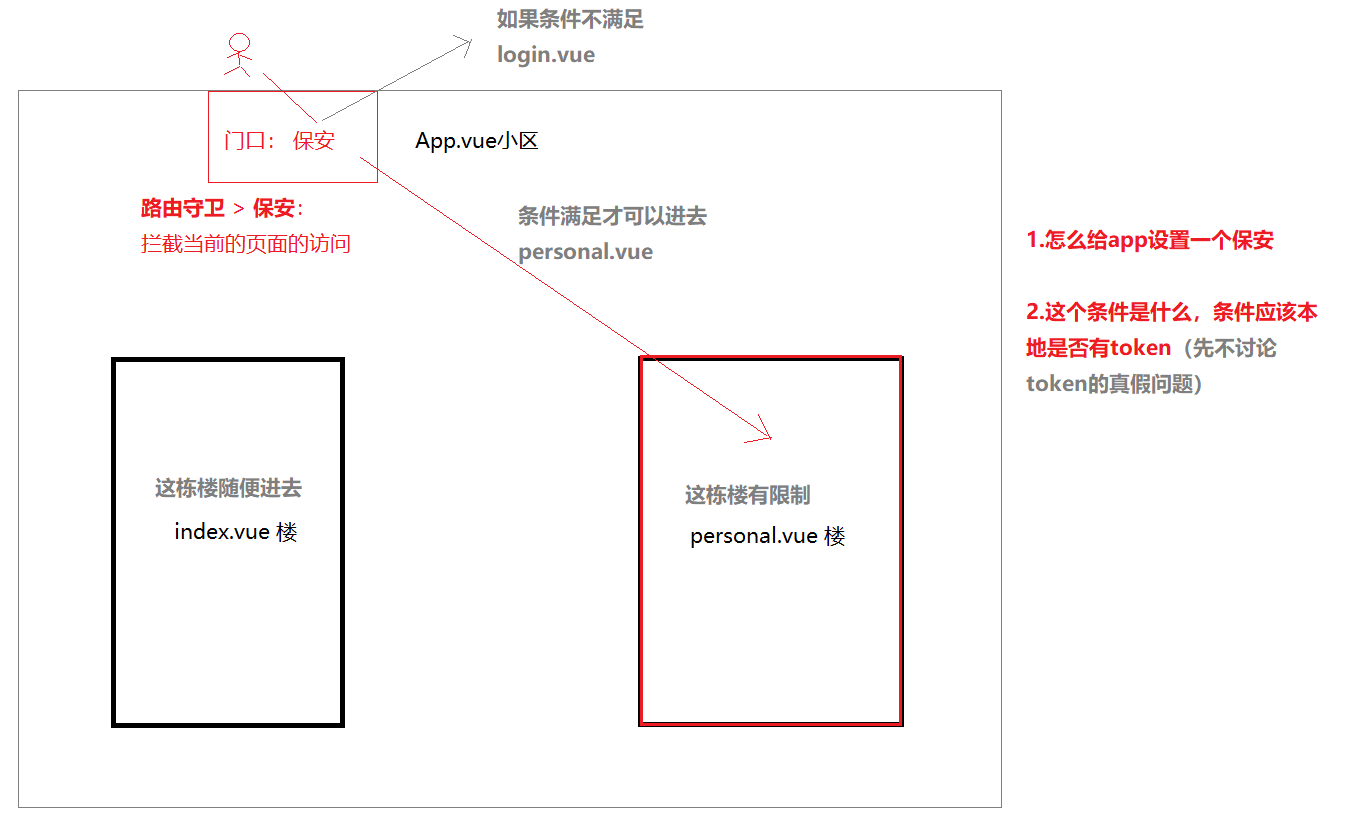 如果条件不满足
login.vue
门口： 保安
App.vue小区
路由守卫 > 保安：
拦截当前的页面的访问
条件满足才可以进去
personal.vue
1.怎么给app设置一个保安
2.这个条件是什么，条件应该本
地是否有token（先不讨论
token的真假问题）
这栋楼随便进去
index.vue 楼
这栋楼有限制
personal.vue 楼